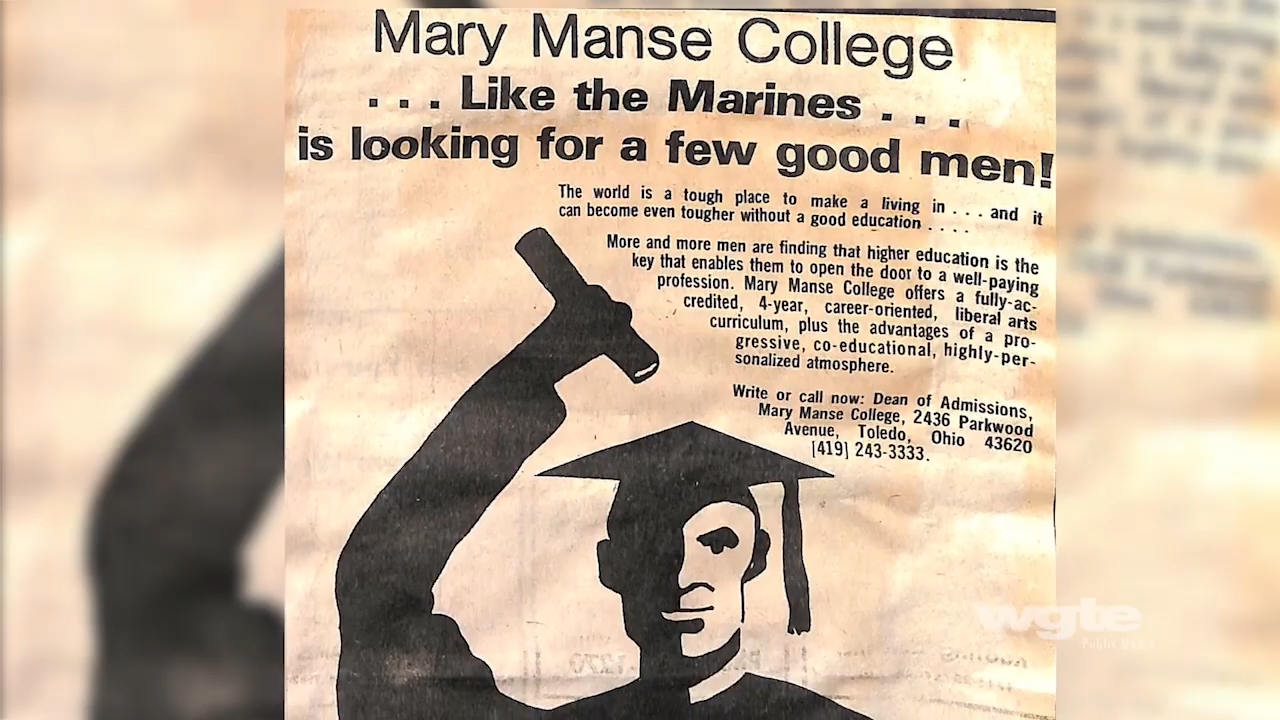 Mary Manse College
. . . Like the Marines . . .
is looking for a few good men!
The world is a tough place to make a living in . . . and it
can become even tougher without a good education . . . .
More and more men are finding that higher education is the
key that enables them to open the door to a well-paying
profession. Mary Manse College offers a fully-ac-
credited, 4-year, career-oriented, liberal arts
curriculum, plus the advantages of a pro-
gressive, co-educational, highly-per-
sonalized atmosphere.
Write or call now: Dean of Admissions,
Mary Manse College, 2436 Parkwood
Avenue, Toledo, Ohio 43620
[419] 243-3333.
wgte
Public